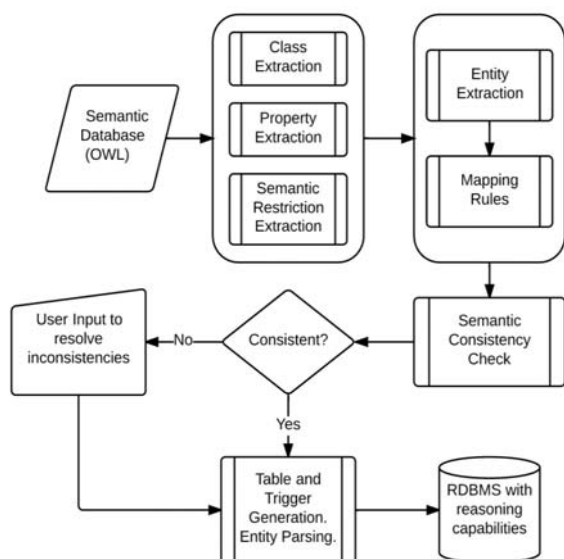 Semantic
Database
(OWL)
Class
Extraction
Property
Extraction
Semantic
Restriction
Extraction
Entity
Extraction
Mapping
Rules
Semantic
Consistency
Check
Consistent?
No
User Input to
resolve
inconsistencies
Yes
Table and
Trigger
Generation.
Entity Parsing.
RDBMS with
reasoning
capabilities